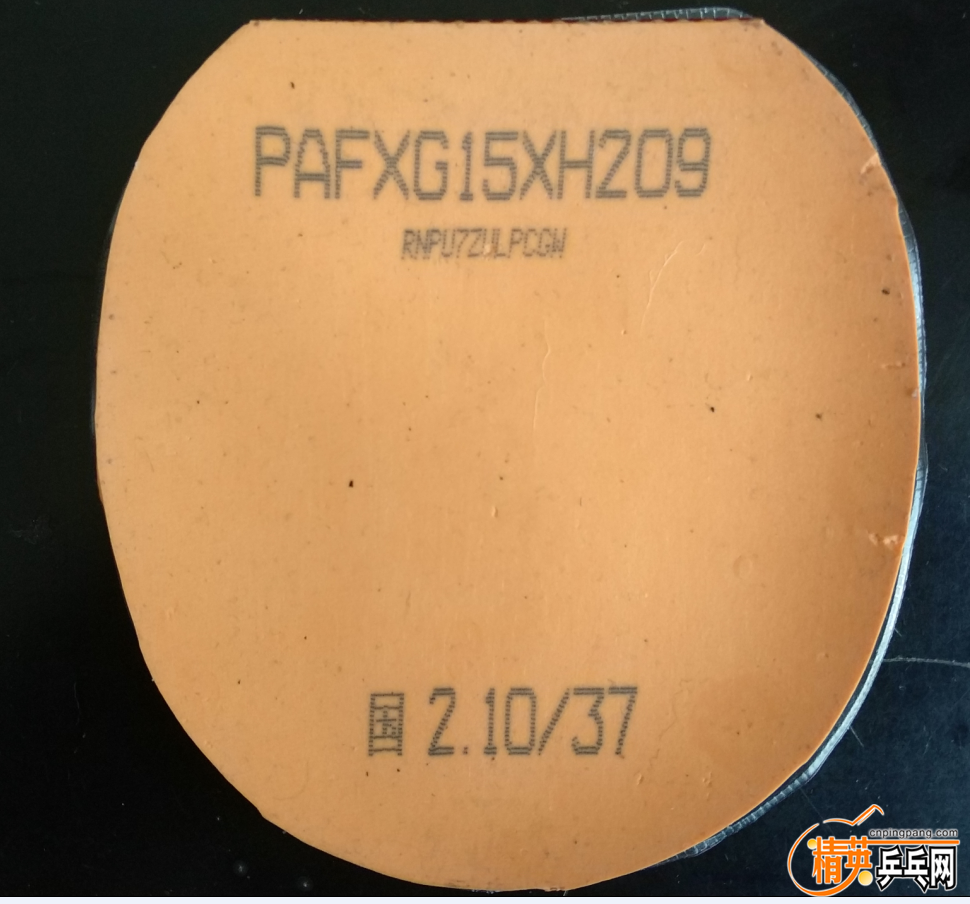 PAFXG15XH209
RNPU7ZULPCGW
国 2.10/37
cnpingpang.com
精英乒乓网